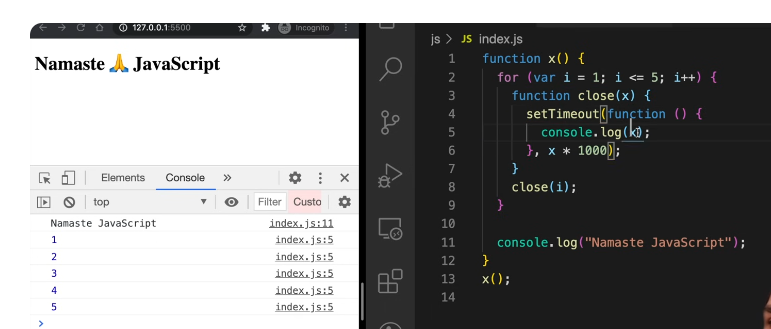 127.0.0.1:5500
Incognito
Namaste 🙏 JavaScript
Elements Console »
top
Filter
Custo
Namaste JavaScript index.js:11
1 index.js:5
2 index.js:5
3 index.js:5
4 index.js:5
5 index.js:5
>
js > JS index.js
1 function x() {
2 for (var i = 1; i <= 5; i++) {
3 function close(x) {
4 setTimeout(function () {
5 console.log(x);
6 }, x * 1000);
7 }
8 close(i);
9 }
10
11 console.log("Namaste JavaScript");
12 }
13 x();
14